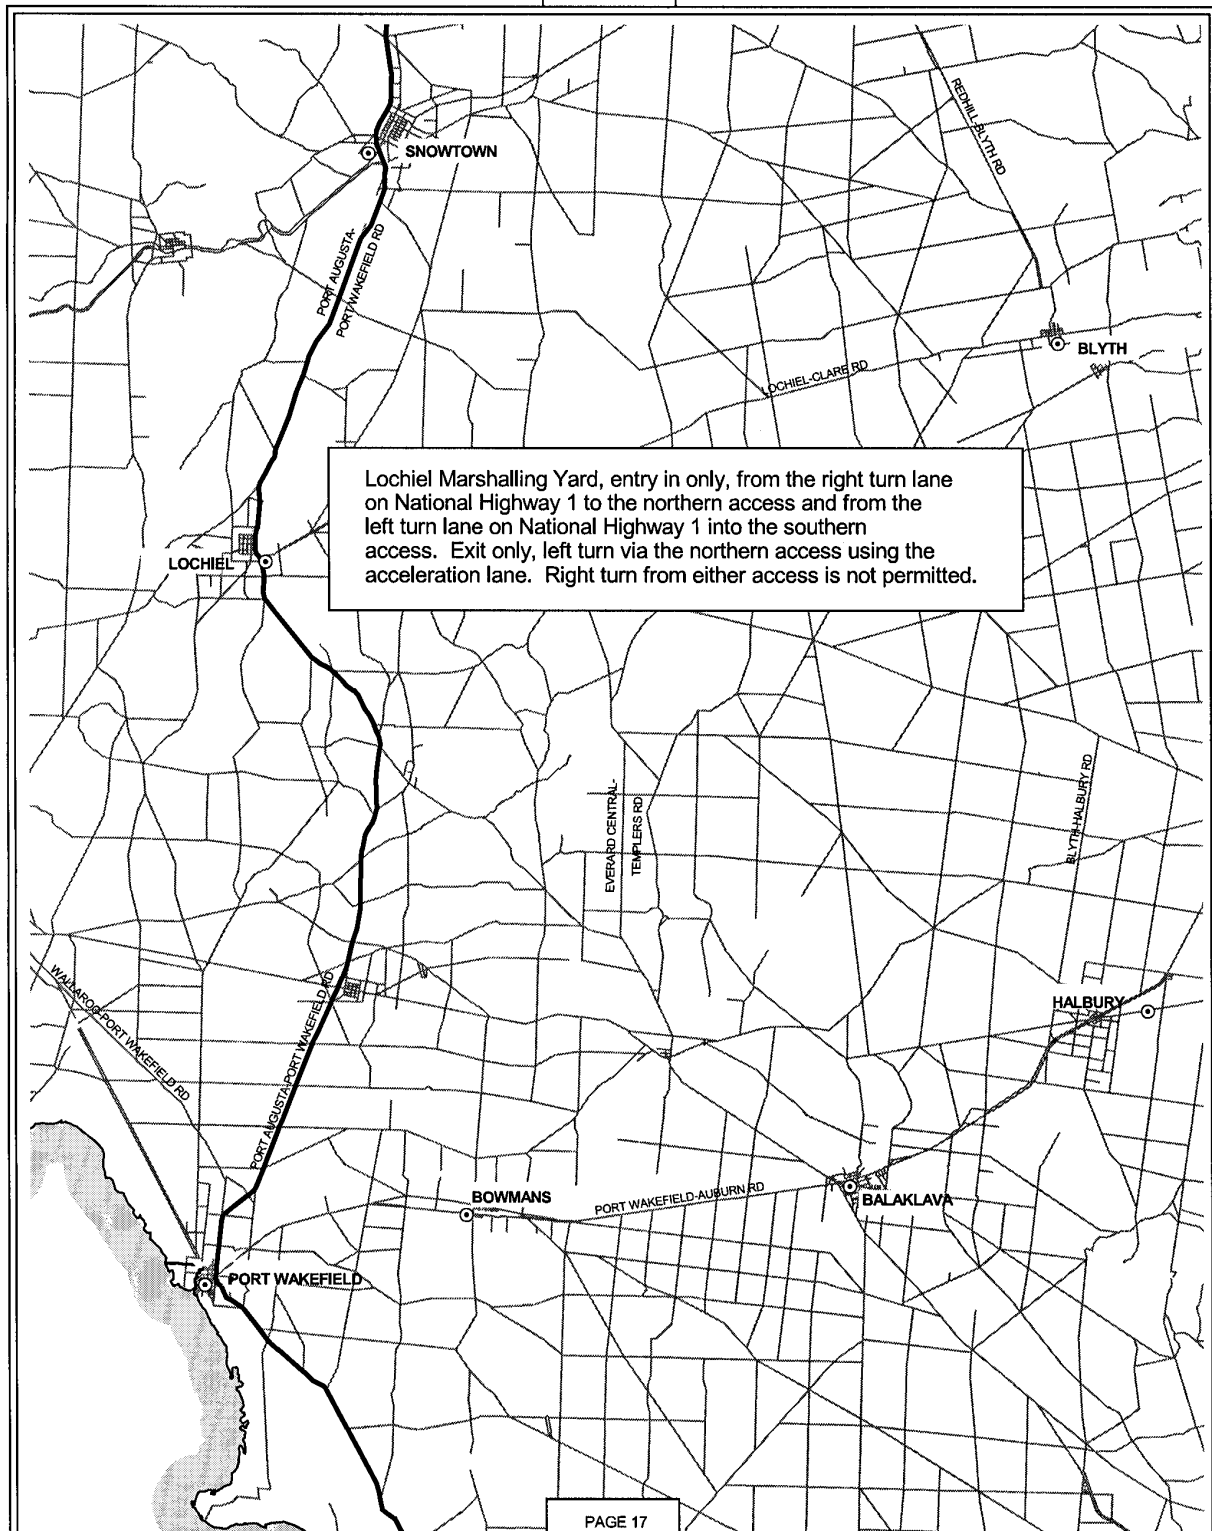 SNOWTOWN
REDHILL-BLYTH RD
PORT AUGUSTA-
PORT WAKEFIELD RD
BLYTH
LOCHIEL-CLARE RD
Lochiel Marshalling Yard, entry in only, from the right turn lane
on National Highway 1 to the northern access and from the
left turn lane on National Highway 1 into the southern
access. Exit only, left turn via the northern access using the
acceleration lane. Right turn from either access is not permitted.
LOCHIEL
EVERARD CENTRAL-
TEMPLERS RD
BLYTH-HALBURY RD
WALLAROO-PORT WAKEFIELD RD
PORT AUGUSTA-PORT WAKEFIELD RD
HALBURY
BOWMANS
PORT WAKEFIELD-AUBURN RD
BALAKLAVA
PORT WAKEFIELD
PAGE 17